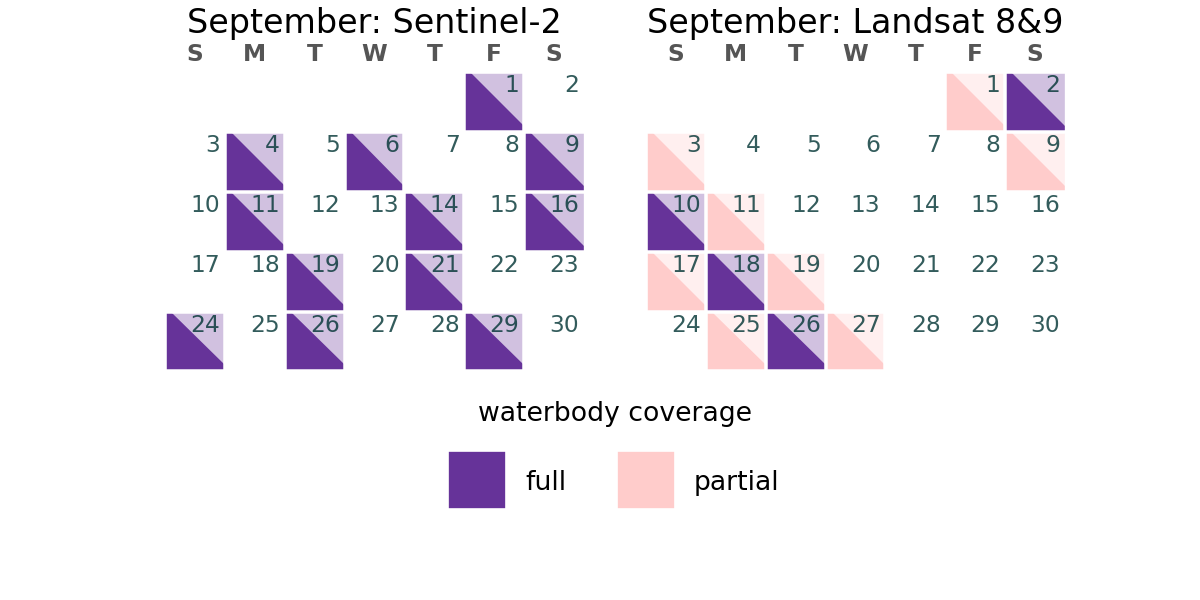 September: Sentinel-2
S M T W T F S
1 2
3 4 5 6 7 8 9
10 11 12 13 14 15 16
17 18 19 20 21 22 23
24 25 26 27 28 29 30
September: Landsat 8&9
S M T W T F S
1 2
3 4 5 6 7 8 9
10 11 12 13 14 15 16
17 18 19 20 21 22 23
24 25 26 27 28 29 30
waterbody coverage
full partial